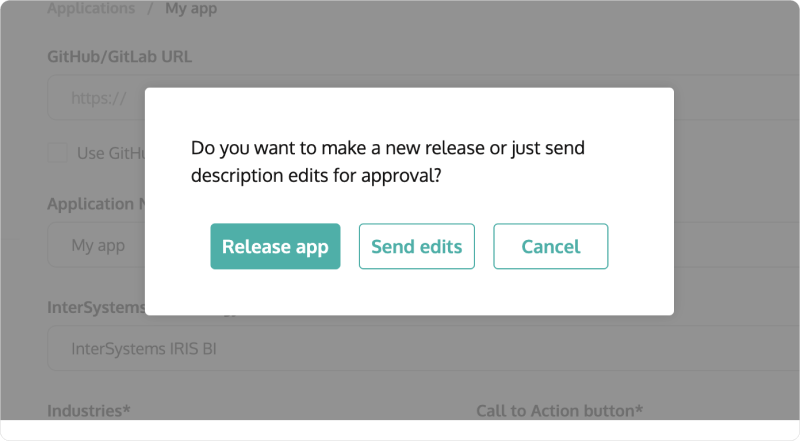 Applications / My app
GitHub/GitLab URL
https://
Do you want to make a new release or just send
description edits for approval?
Use
Application
Release app Send edits Cancel
My app
InterSystems
InterSystems IRIS BI
Industries* Call to Action button*